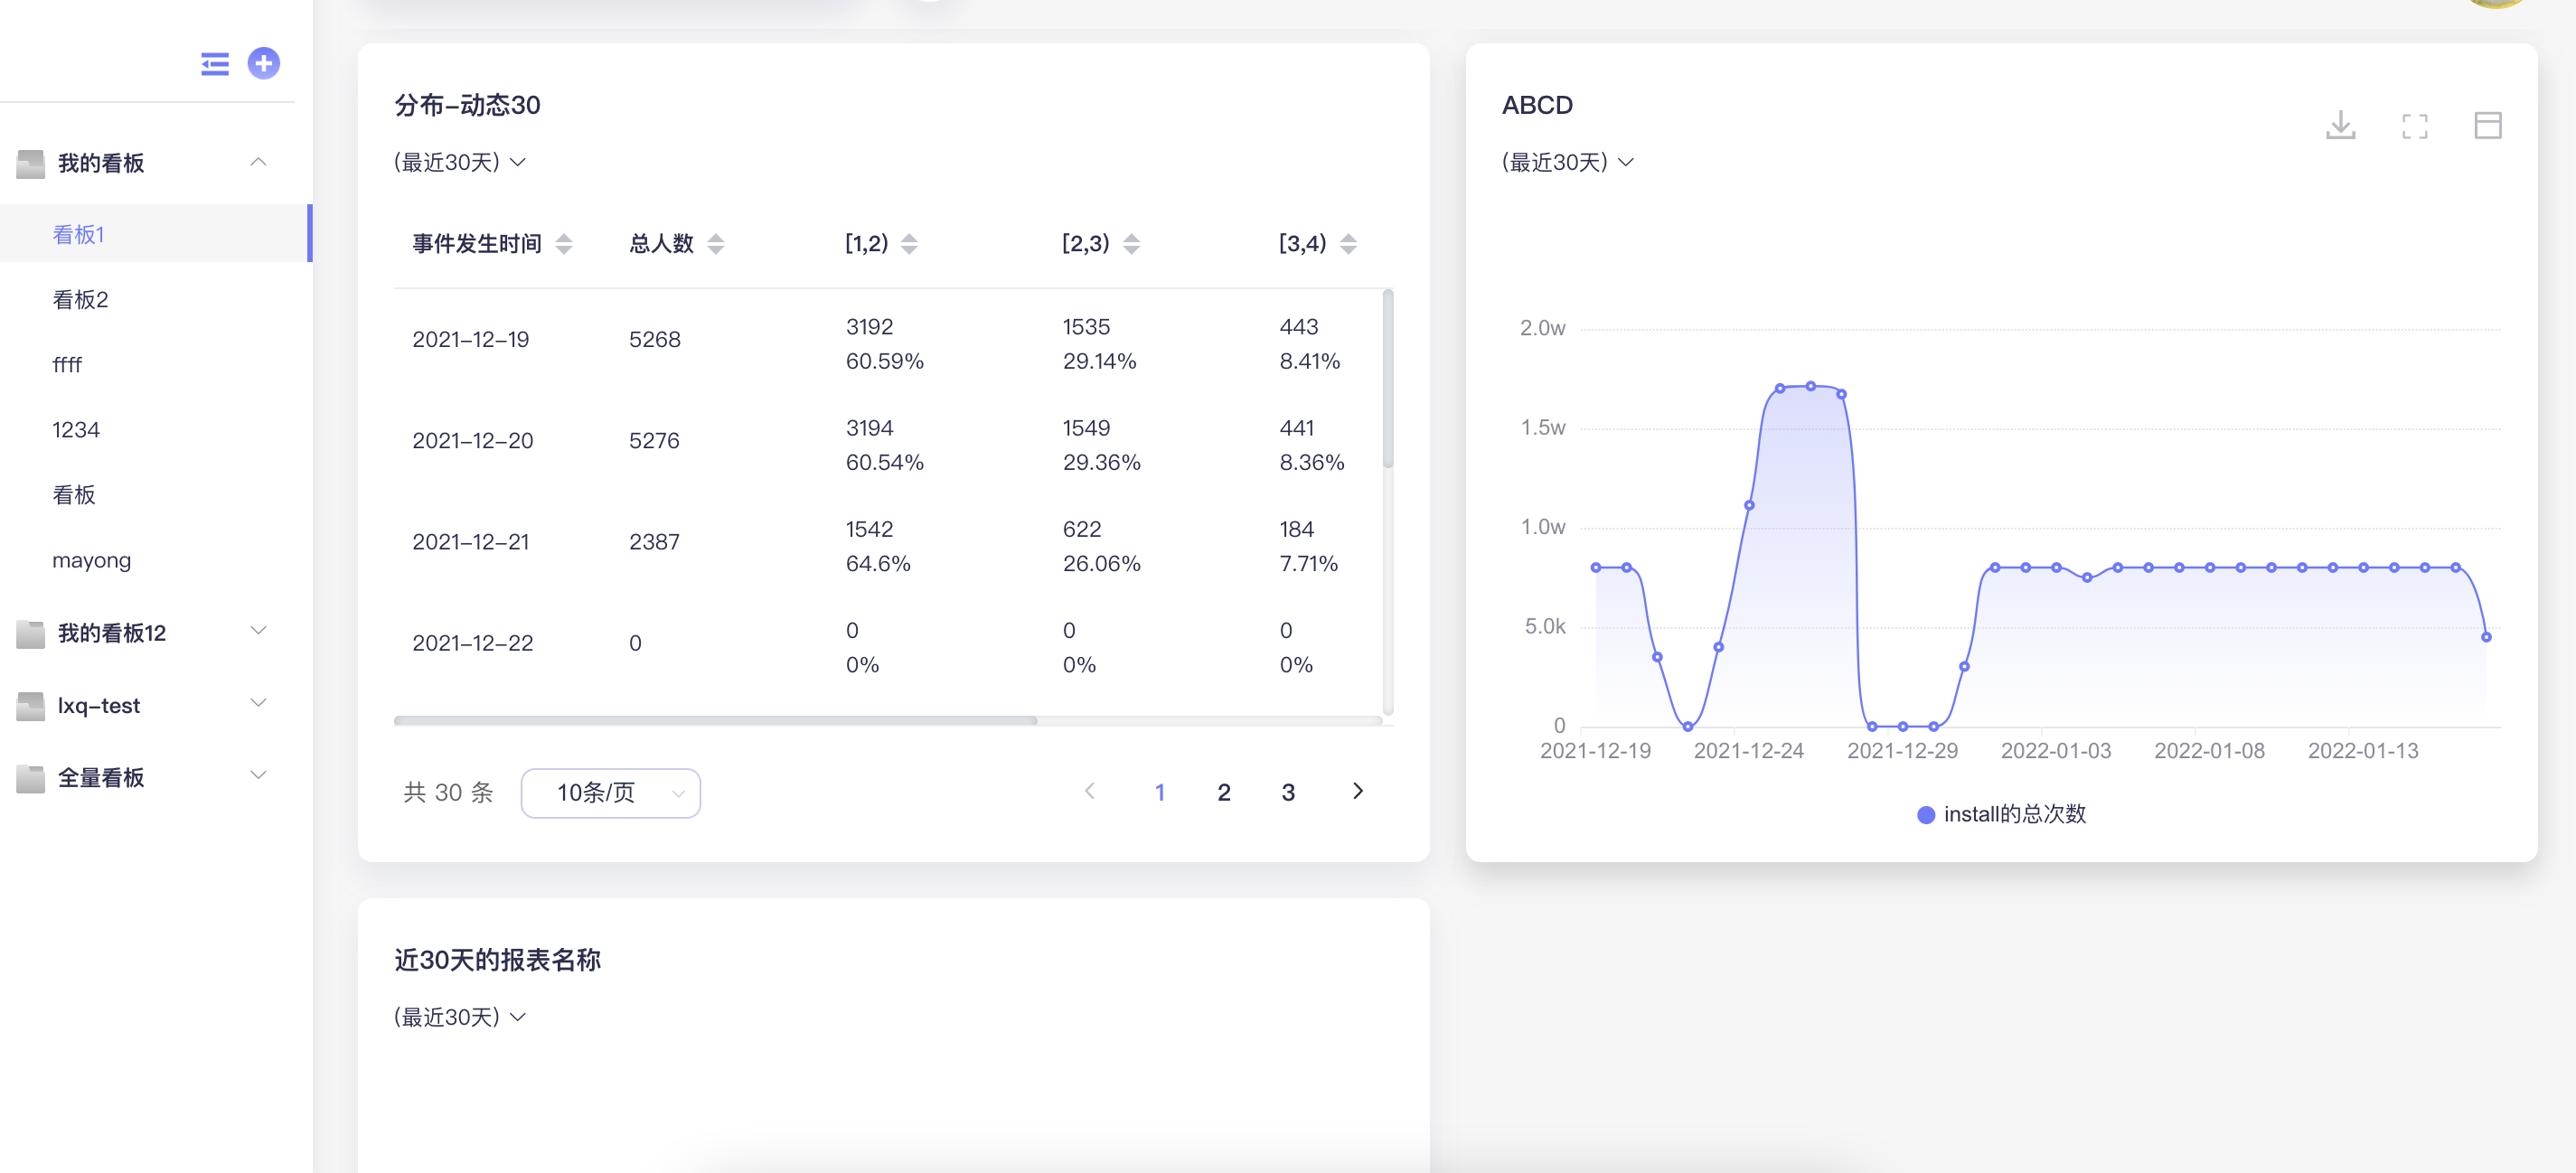 我的看板
看板1
看板2
ffff
1234
看板
mayong
我的看板12
lxq-test
全量看板
分布-动态30
(最近30天)
事件发生时间 总人数 [1,2) [2,3) [3,4)
2021-12-19 5268 3192 1535 443
60.59% 29.14% 8.41%
2021-12-20 5276 3194 1549 441
60.54% 29.36% 8.36%
2021-12-21 2387 1542 622 184
64.6% 26.06% 7.71%
2021-12-22 0 0 0 0
0% 0% 0%
共 30 条 10条/页 1 2 3
ABCD
(最近30天)
2.0w
1.5w
1.0w
5.0k
0
2021-12-19 2021-12-24 2021-12-29 2022-01-03 2022-01-08 2022-01-13
install的总次数
近30天的报表名称
(最近30天)